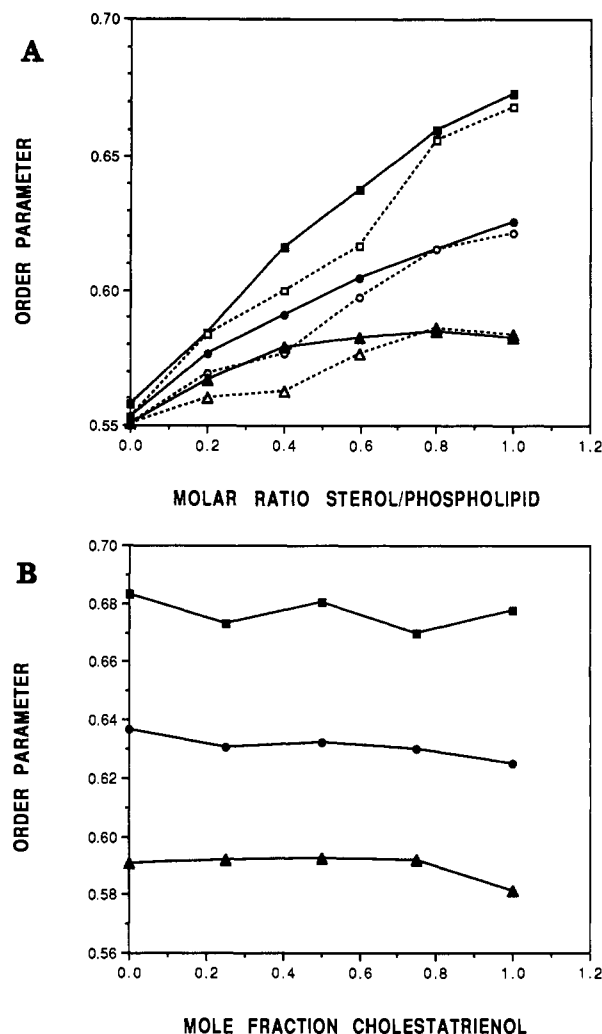 A
ORDER PARAMETER
0.70
0.65
0.60
0.55
0.0 0.2 0.4 0.6 0.8 1.0 1.2
MOLAR RATIO STEROL/PHOSPHOLIPID
B
ORDER PARAMETER
0.70
0.68
0.66
0.64
0.62
0.60
0.58
0.56
0.0 0.2 0.4 0.6 0.8 1.0 1.2
MOLE FRACTION CHOLESTATRIENOL